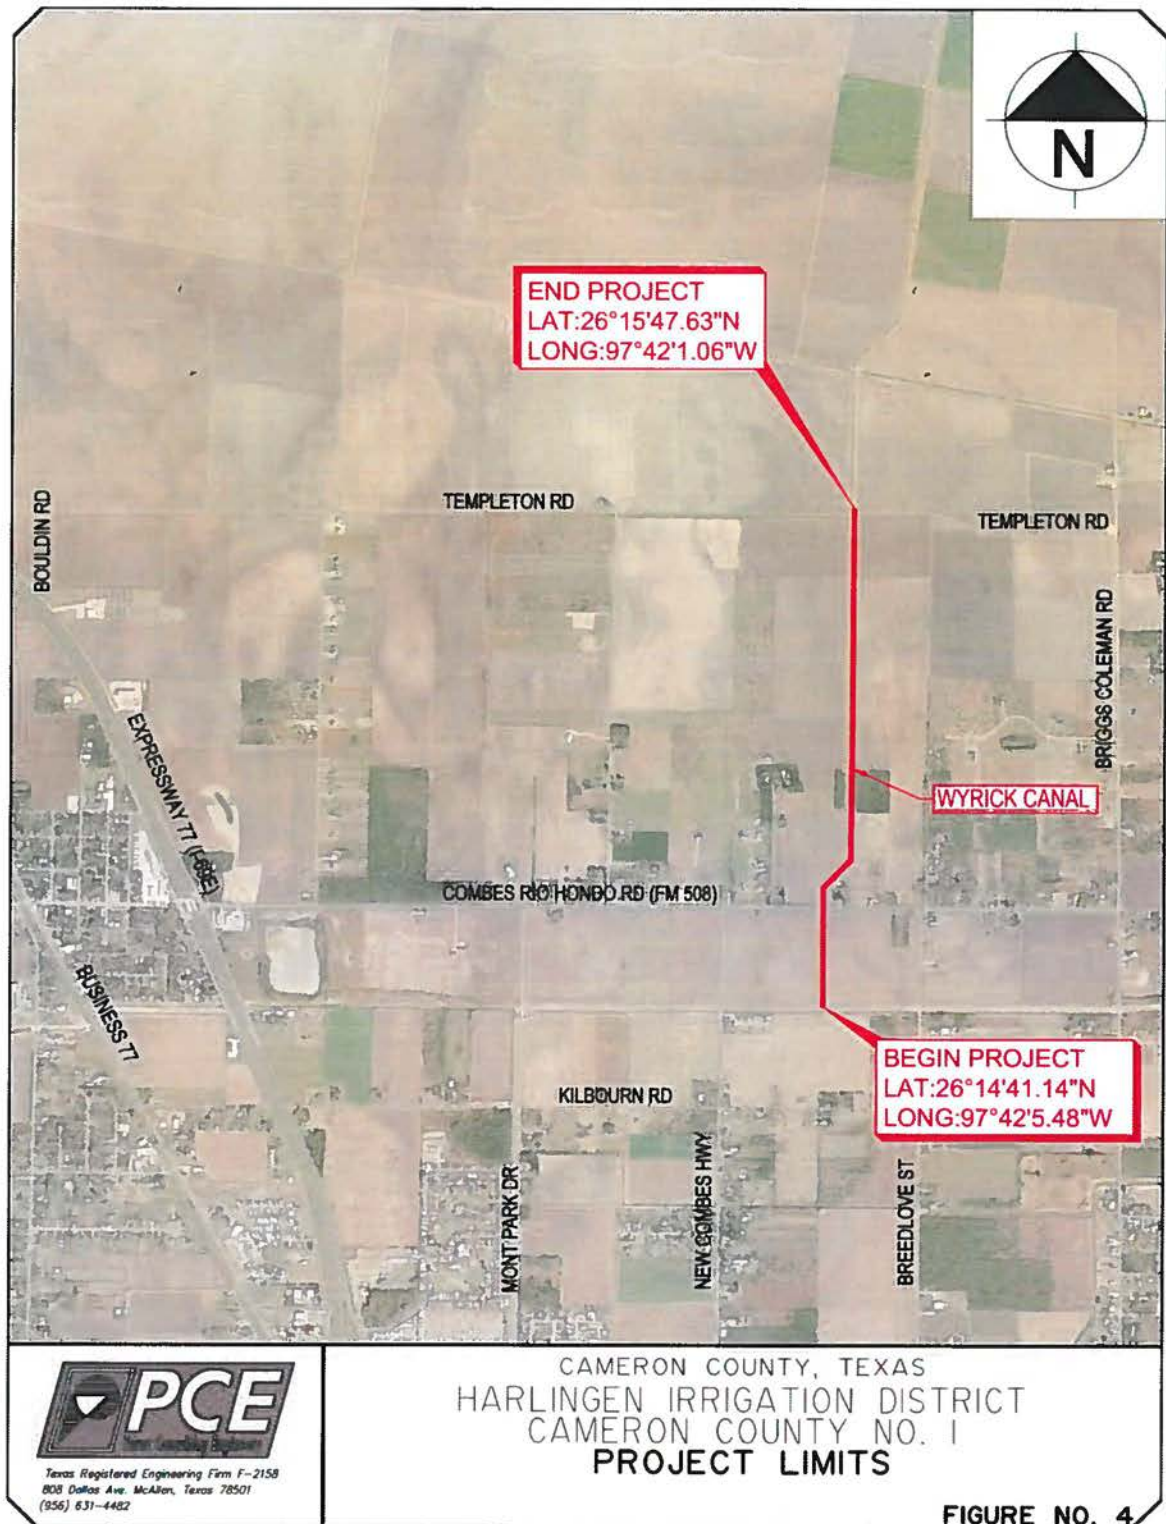 N
END PROJECT
LAT:26°15'47.63"N
LONG:97°42'1.06"W
TEMPLETON RD
TEMPLETON RD
BOULDIN RD
BRIGGS COLEMAN RD
EXPRESSWAY 77 (I-69E)
WYRICK CANAL
COMBES RIO HONDO RD (FM 508)
BUSINESS 77
BEGIN PROJECT
LAT:26°14'41.14"N
LONG:97°42'5.48"W
KILBOURN RD
MONT PARK DR
NEW COMBES HWY
BREEDLOVE ST
PCE
Texas Registered Engineering Firm F-2158
808 Dallas Ave. McAllen, Texas 78501
(956) 631-4482
CAMERON COUNTY, TEXAS
HARLINGEN IRRIGATION DISTRICT
CAMERON COUNTY NO. 1
PROJECT LIMITS
FIGURE NO. 4